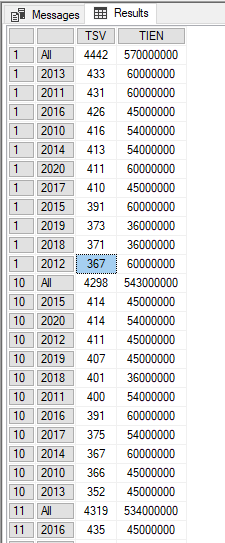 Messages Results
TSV TIEN
1 All 4442 570000000
1 2013 433 60000000
1 2011 431 60000000
1 2016 426 45000000
1 2010 416 54000000
1 2014 413 54000000
1 2020 411 60000000
1 2017 410 45000000
1 2015 391 60000000
1 2019 373 36000000
1 2018 371 36000000
1 2012 367 60000000
10 All 4298 543000000
10 2015 414 45000000
10 2020 414 54000000
10 2012 411 45000000
10 2019 407 45000000
10 2018 401 36000000
10 2011 400 54000000
10 2016 391 60000000
10 2017 375 54000000
10 2014 367 60000000
10 2010 366 45000000
10 2013 352 45000000
11 All 4319 534000000
11 2016 435 45000000